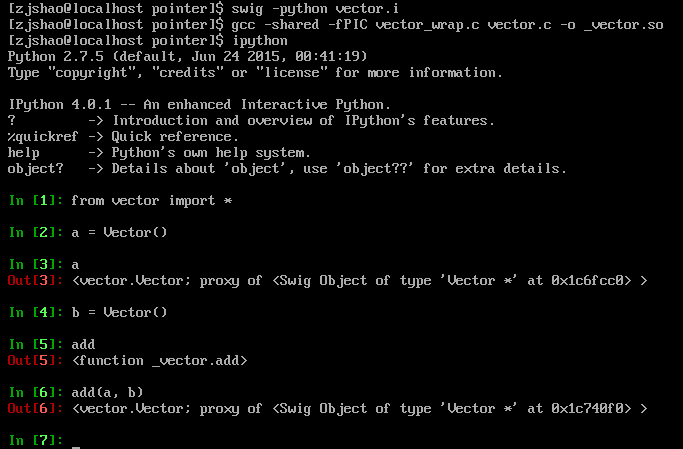 [zjshao@localhost pointer]$ swig -python vector.i
[zjshao@localhost pointer]$ gcc -shared -fPIC vector_wrap.c vector.c -o _vector.so
[zjshao@localhost pointer]$ ipython
Python 2.7.5 (default, Jun 24 2015, 00:41:19)
Type "copyright", "credits" or "license" for more information.
IPython 4.0.1 -- An enhanced Interactive Python.
?         -> Introduction and overview of IPython's features.
%quickref -> Quick reference.
help      -> Python's own help system.
object?   -> Details about 'object', use 'object??' for extra details.
In [1]: from vector import *
In [2]: a = Vector()
In [3]: a
Out[3]: <vector.Vector; proxy of <Swig Object of type 'Vector *' at 0x1c6fcc0> >
In [4]: b = Vector()
In [5]: add
Out[5]: <function _vector.add>
In [6]: add(a, b)
Out[6]: <vector.Vector; proxy of <Swig Object of type 'Vector *' at 0x1c740f0> >
In [7]: _